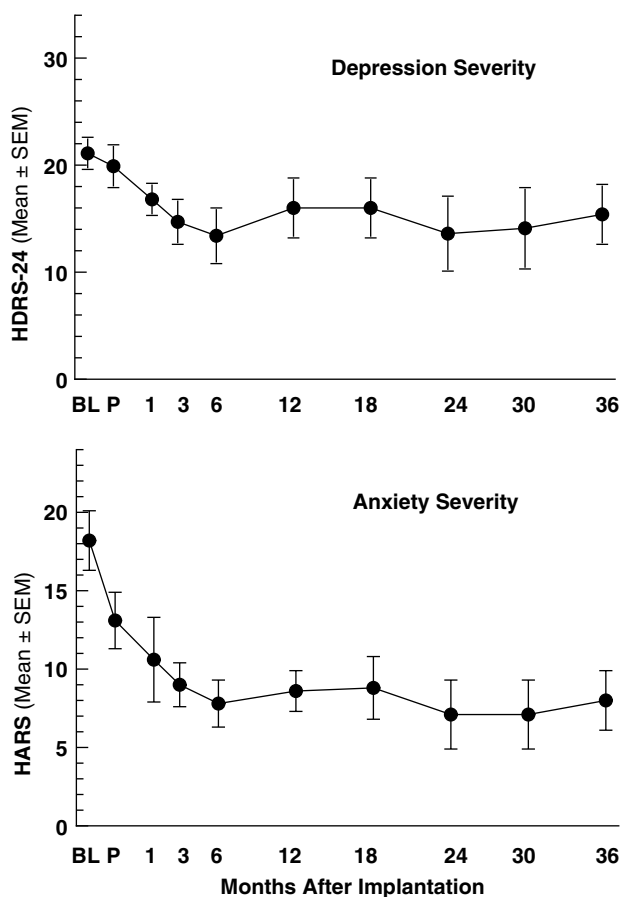 Depression Severity
HDRS-24 (Mean ± SEM)
30
20
10
0
BL P 1 3 6 12 18 24 30 36
Anxiety Severity
HARS (Mean ± SEM)
20
15
10
5
0
BL P 1 3 6 12 18 24 30 36
Months After Implantation